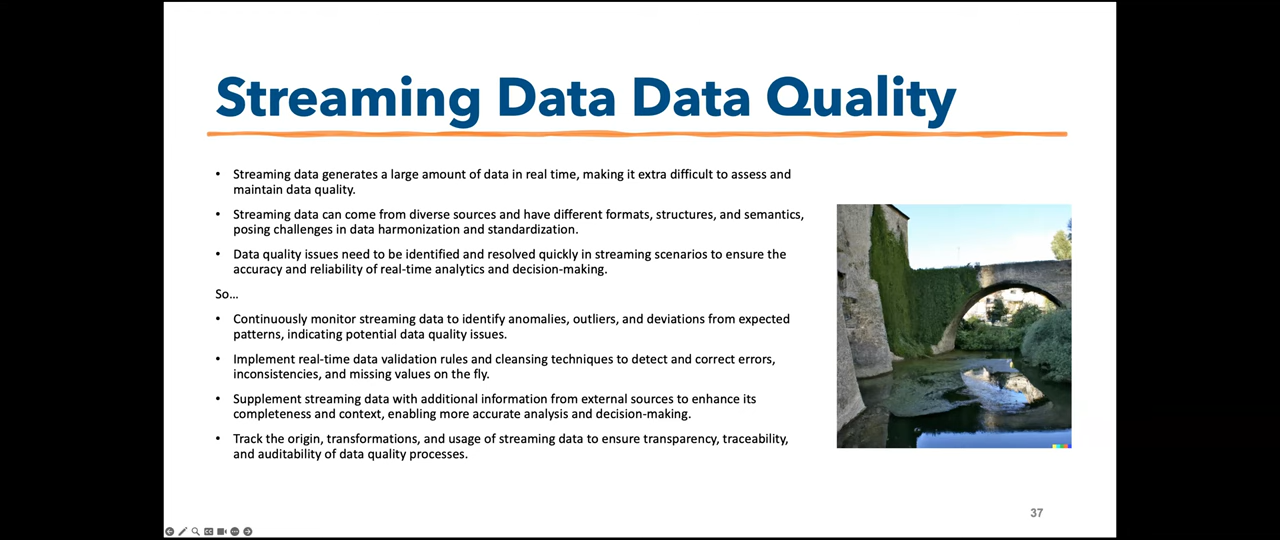 Streaming Data Data Quality
• Streaming data generates a large amount of data in real time, making it extra difficult to assess and
maintain data quality.
• Streaming data can come from diverse sources and have different formats, structures, and semantics,
posing challenges in data harmonization and standardization.
• Data quality issues need to be identified and resolved quickly in streaming scenarios to ensure the
accuracy and reliability of real-time analytics and decision-making.
So…
• Continuously monitor streaming data to identify anomalies, outliers, and deviations from expected
patterns, indicating potential data quality issues.
• Implement real-time data validation rules and cleansing techniques to detect and correct errors,
inconsistencies, and missing values on the fly.
• Supplement streaming data with additional information from external sources to enhance its
completeness and context, enabling more accurate analysis and decision-making.
• Track the origin, transformations, and usage of streaming data to ensure transparency, traceability,
and auditability of data quality processes.
37